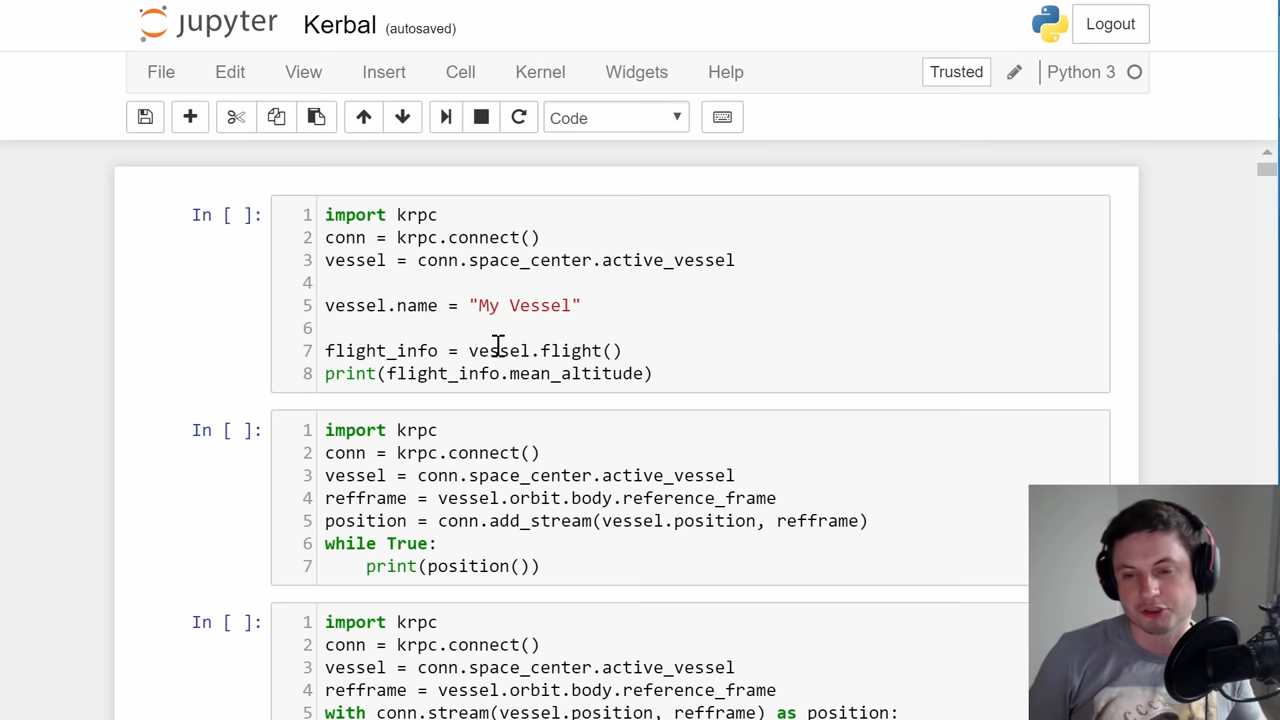 jupyter Kerbal (autosaved) Logout
File Edit View Insert Cell Kernel Widgets Help Trusted Python 3
Code
In [ ]:
1 import krpc
2 conn = krpc.connect()
3 vessel = conn.space_center.active_vessel
4
5 vessel.name = "My Vessel"
6
7 flight_info = vessel.flight()
8 print(flight_info.mean_altitude)
In [ ]:
1 import krpc
2 conn = krpc.connect()
3 vessel = conn.space_center.active_vessel
4 refframe = vessel.orbit.body.reference_frame
5 position = conn.add_stream(vessel.position, refframe)
6 while True:
7 print(position())
In [ ]:
1 import krpc
2 conn = krpc.connect()
3 vessel = conn.space_center.active_vessel
4 refframe = vessel.orbit.body.reference_frame
5 with conn.stream(vessel.position, refframe) as position: